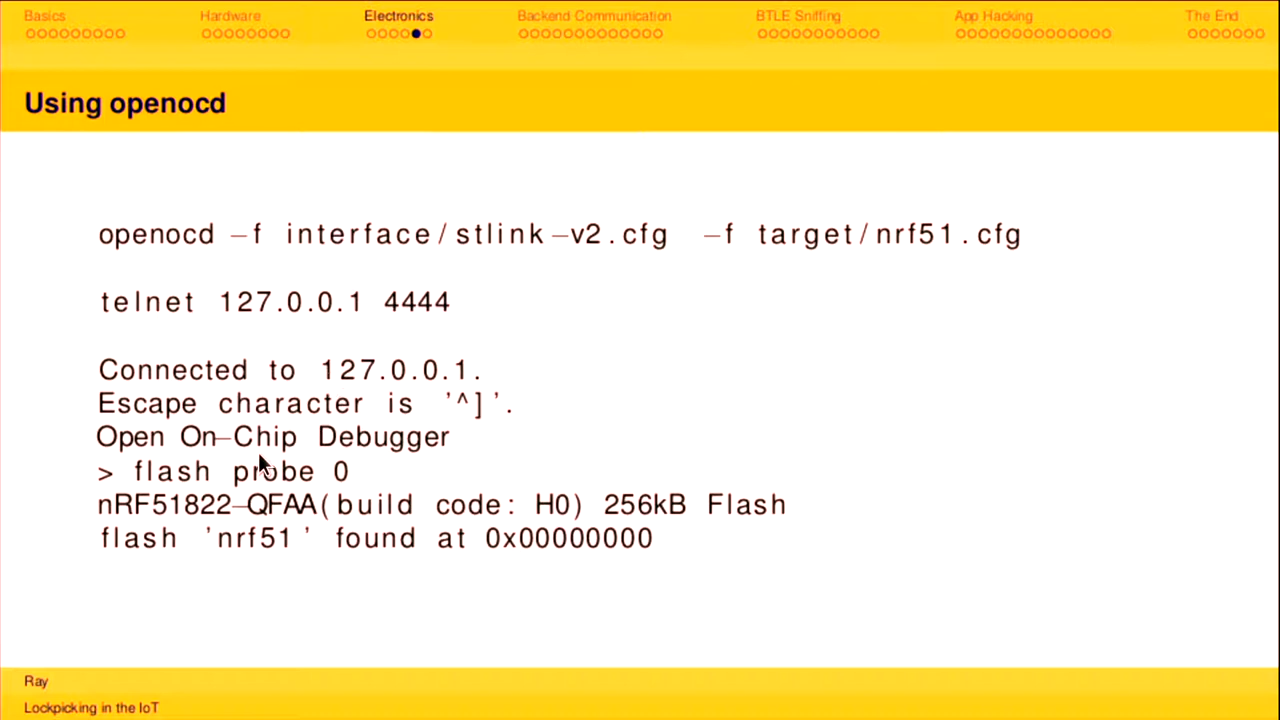 Basics Hardware Electronics Backend Communication BTLE Sniffing App Hacking The End
Using openocd
openocd –f interface/stlink–v2.cfg –f target/nrf51.cfg
telnet 127.0.0.1 4444
Connected to 127.0.0.1.
Escape character is '^]'.
Open On–Chip Debugger
> flash probe 0
nRF51822–QFAA(build code: H0) 256kB Flash
flash 'nrf51' found at 0x00000000
Ray
Lockpicking in the IoT